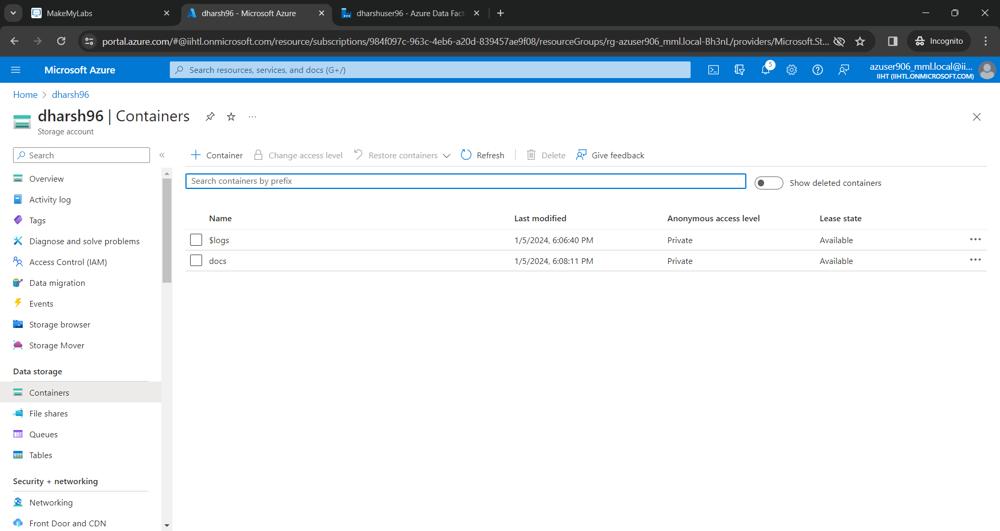 MakeMyLabs
dharsh96 - Microsoft Azure
dharshuser96 - Azure Data Fact
portal.azure.com/#@iihtl.onmicrosoft.com/resource/subscriptions/984f097c-963c-4eb6-a20d-839457ae9f08/resourceGroups/rg-azuser906_mml.local-Bh3nL/providers/Microsoft.St...
Incognito
Microsoft Azure
Search resources, services, and docs (G+/)
5
azuser906_mml.local@ii...
IIHT (IIHTL.ONMICROSOFT.COM)
Home > dharsh96
dharsh96 | Containers
Storage account
Search
Container
Change access level
Restore containers
Refresh
Delete
Give feedback
Search containers by prefix
Show deleted containers
Overview
Activity log
Tags
Diagnose and solve problems
Access Control (IAM)
Data migration
Events
Storage browser
Storage Mover
Data storage
Containers
File shares
Queues
Tables
Security + networking
Networking
Front Door and CDN
Name Last modified Anonymous access level Lease state
$logs 1/5/2024, 6:06:40 PM Private Available
docs 1/5/2024, 6:08:11 PM Private Available